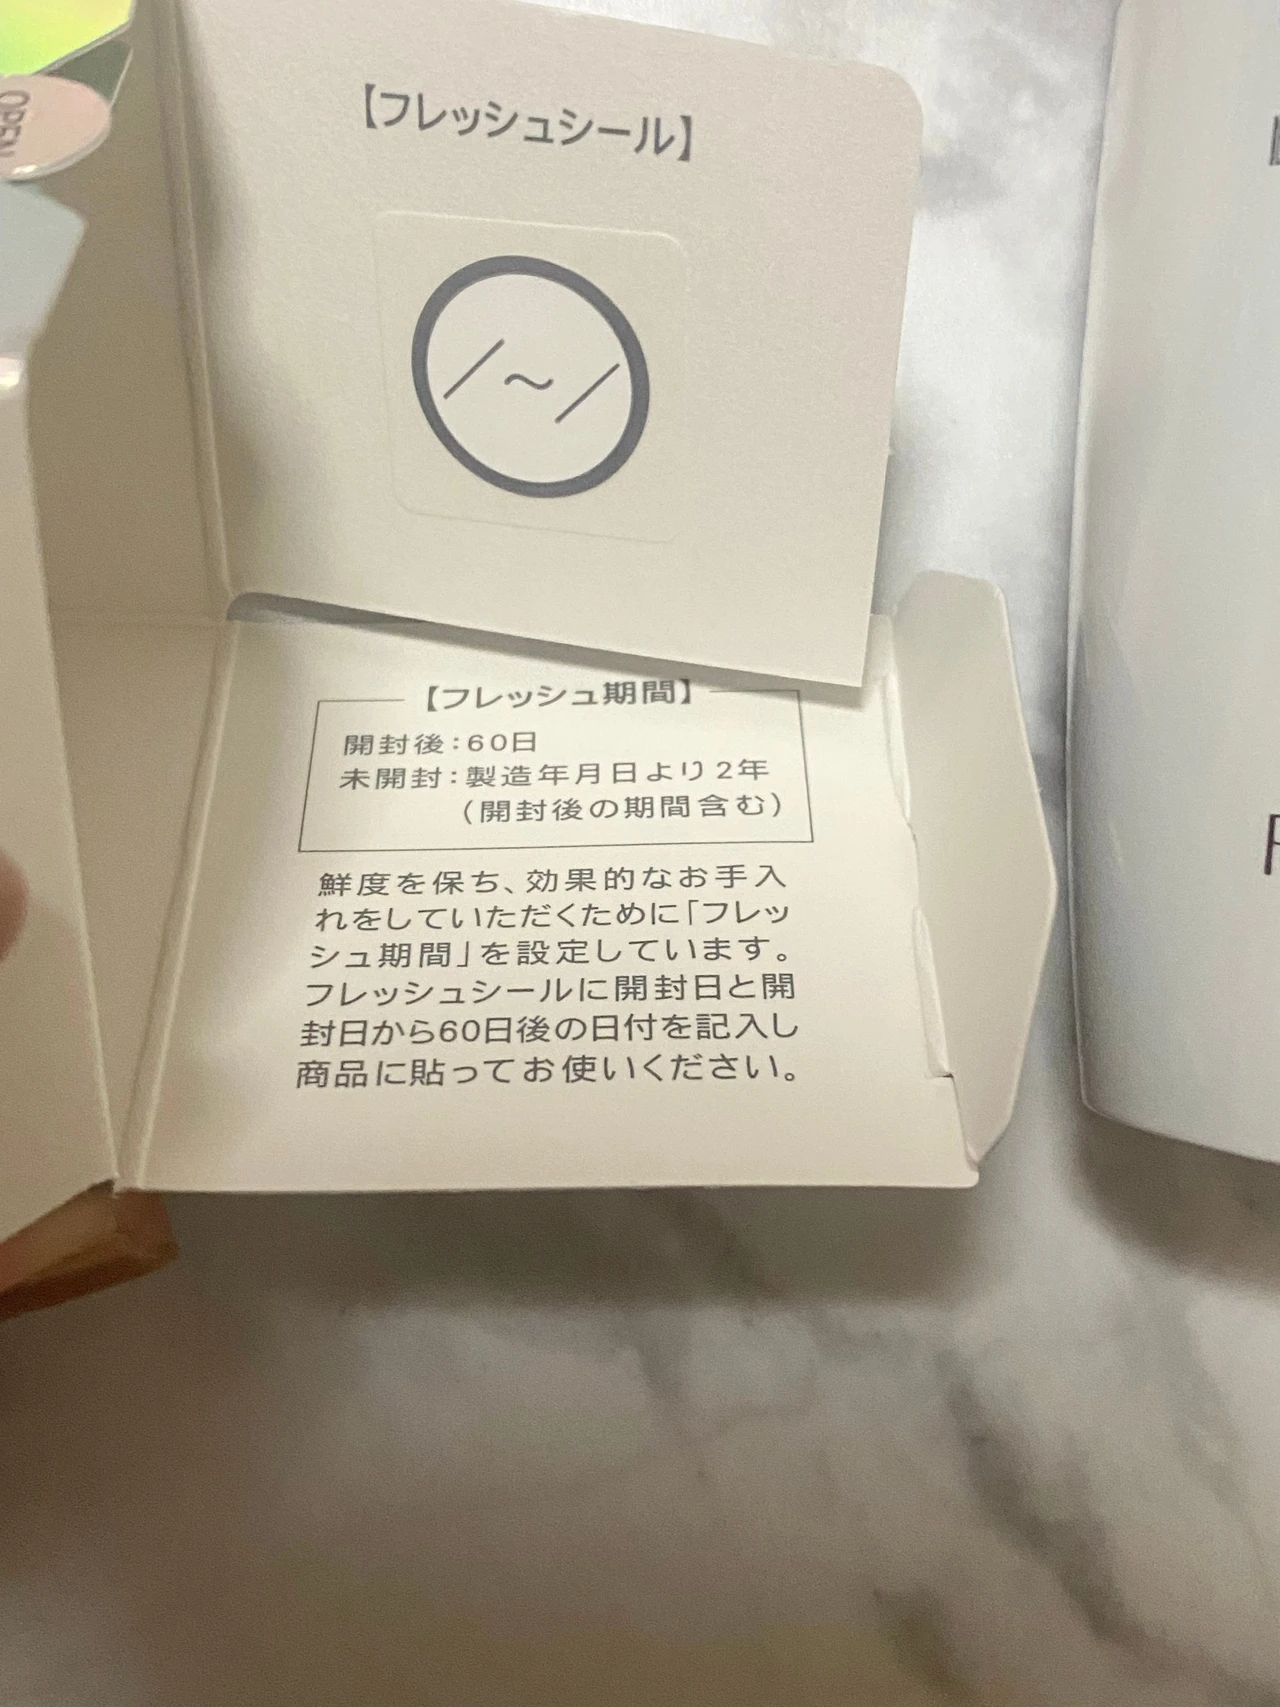 OPEN
【フレッシュシール】
/~/
【フレッシュ期間】
開封後:60日
未開封:製造年月日より2年
(開封後の期間含む)
鮮度を保ち、効果的なお手入
れをしていただくために「フレッ
シュ期間」を設定しています。
フレッシュシールに開封日と開
封日から60日後の日付を記入し
商品に貼ってお使いください。